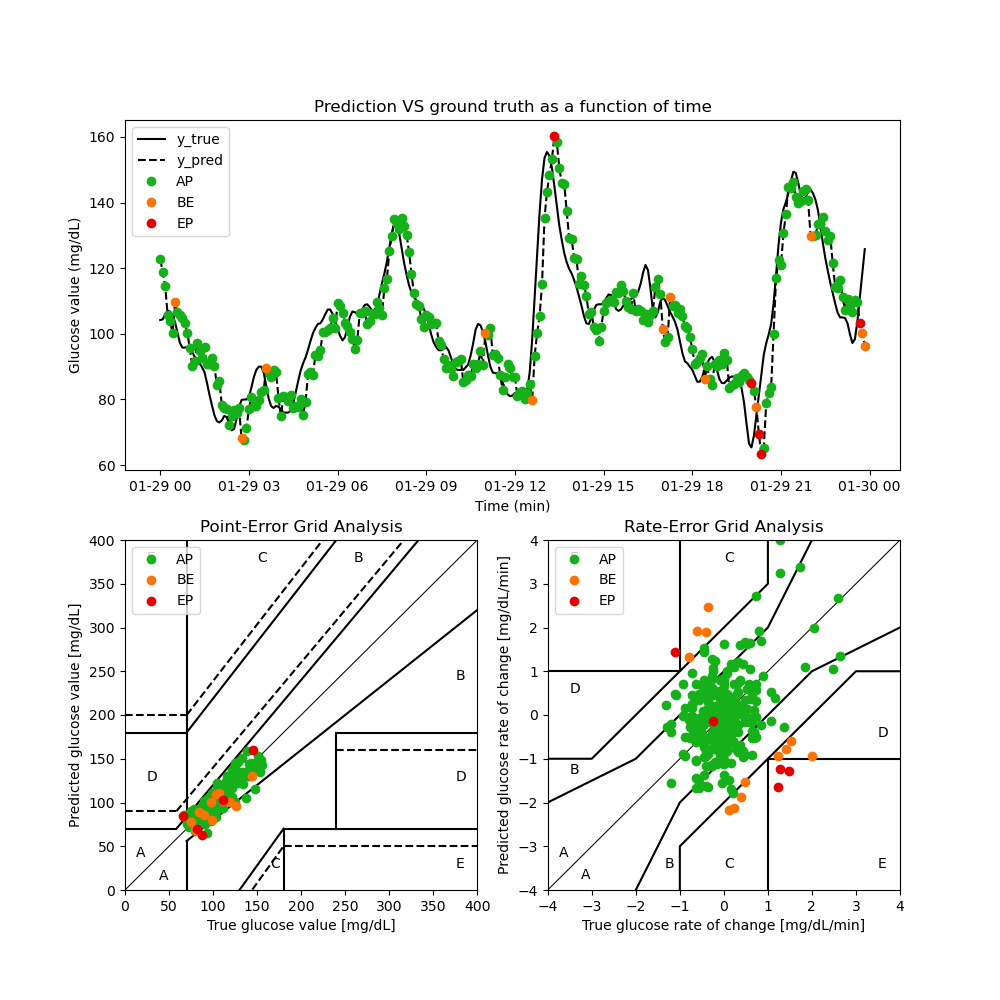 Prediction VS ground truth as a function of time
Glucose value (mg/dL)
160
140
120
100
80
60
y_true
y_pred
AP
BE
EP
01-29 00 01-29 03 01-29 06 01-29 09 01-29 12 01-29 15 01-29 18 01-29 21 01-30 00
Time (min)
Point-Error Grid Analysis
Predicted glucose value [mg/dL]
400
350
300
250
200
150
100
50
0
AP
BE
EP
C
B
B
D
D
A
A
C
E
0 50 100 150 200 250 300 350 400
True glucose value [mg/dL]
Rate-Error Grid Analysis
Predicted glucose rate of change [mg/dL/min]
4
3
2
1
0
−1
−2
−3
−4
AP
BE
EP
C
D
D
B
A
A
B
C
E
−4 −3 −2 −1 0 1 2 3 4
True glucose rate of change [mg/dL/min]